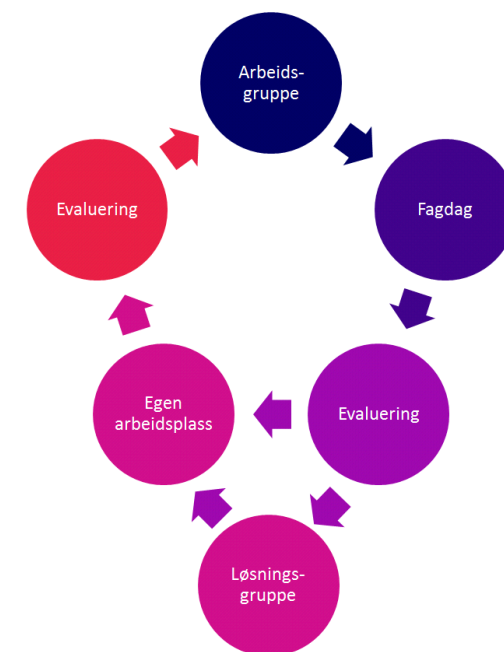 Arbeids-
gruppe
Fagdag
Evaluering
Løsnings-
gruppe
Egen
arbeidsplass
Evaluering